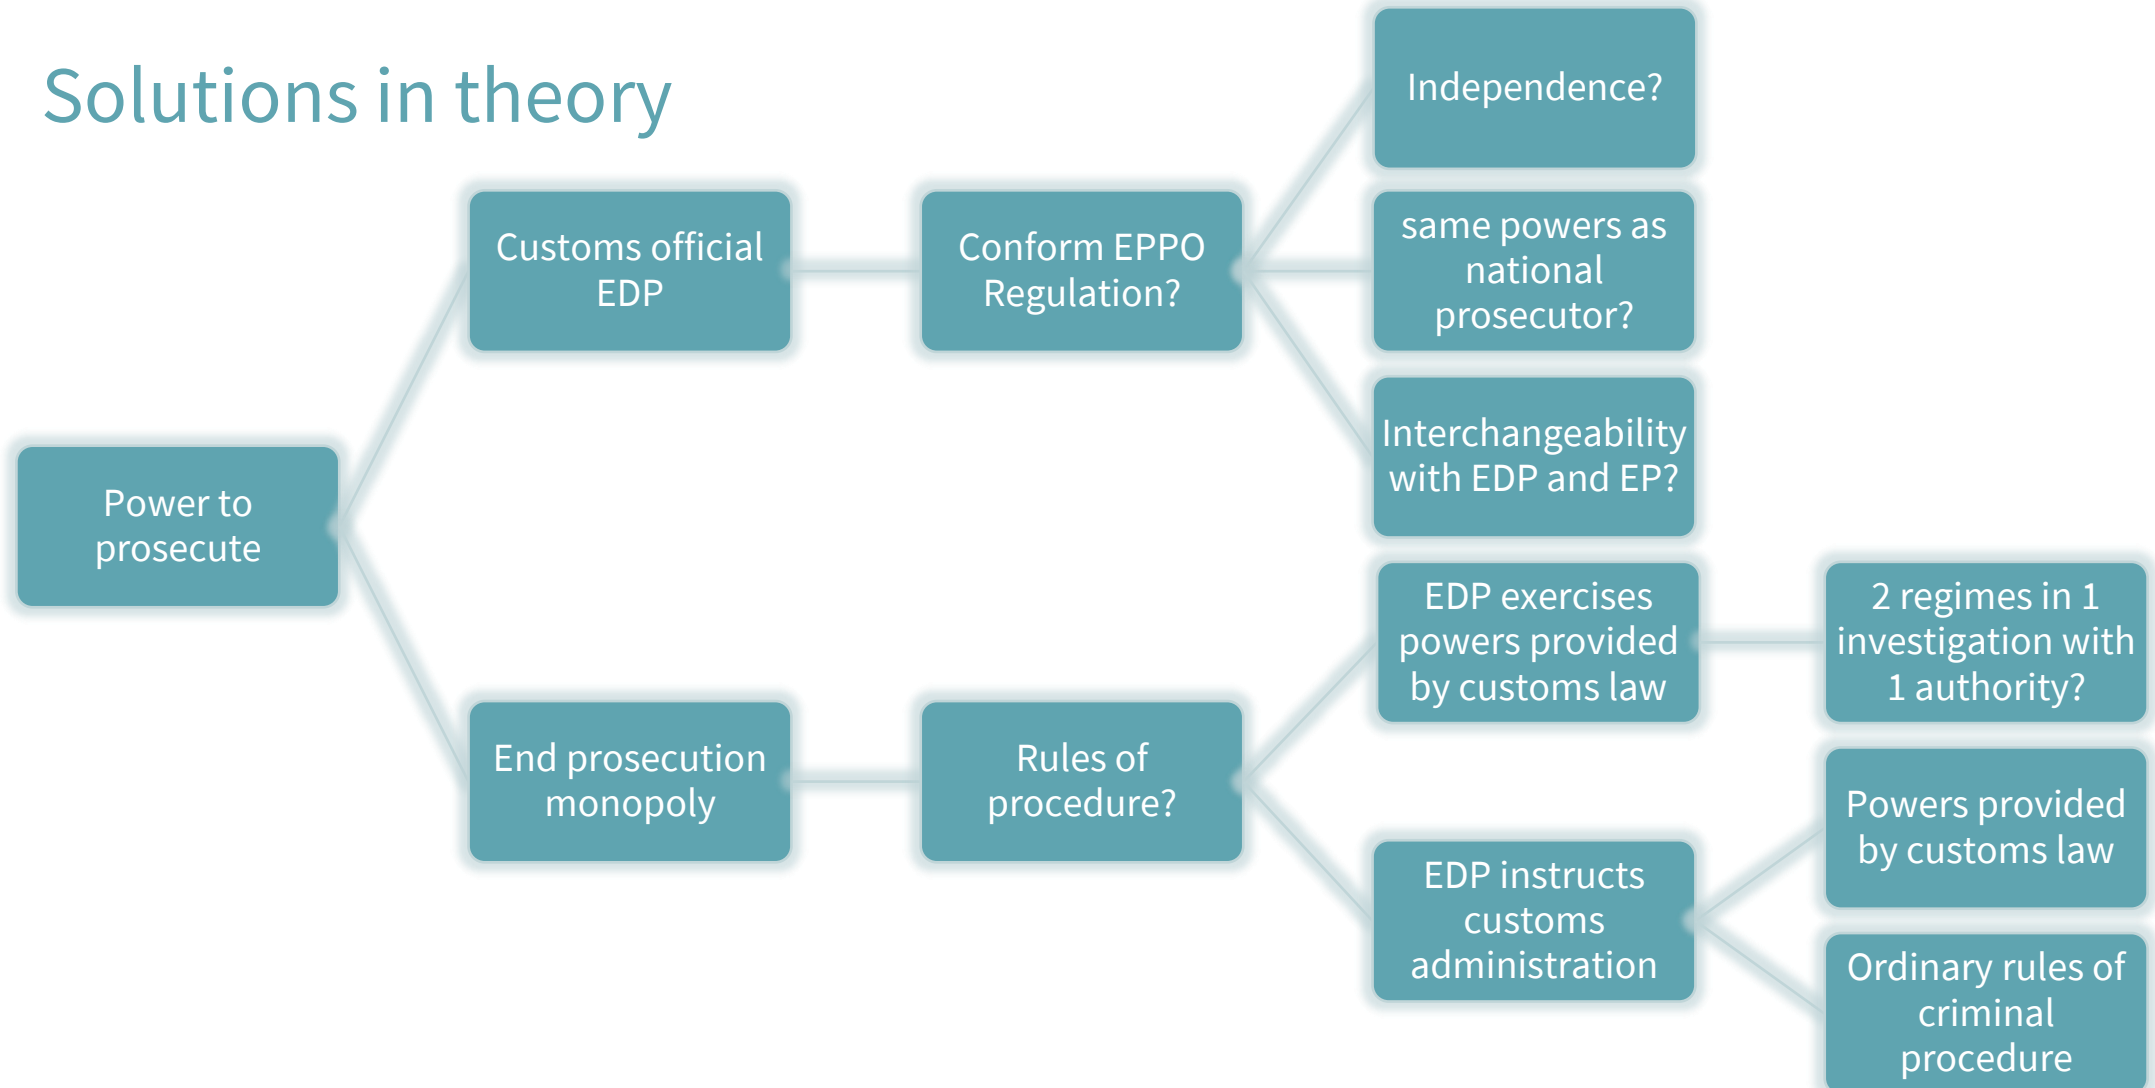 Solutions in theory
Power to
prosecute
Customs official
EDP
Conform EPPO
Regulation?
Independence?
same powers as
national
prosecutor?
Interchangeability
with EDP and EP?
End prosecution
monopoly
Rules of
procedure?
EDP exercises
powers provided
by customs law
2 regimes in 1
investigation with
1 authority?
EDP instructs
customs
administration
Powers provided
by customs law
Ordinary rules of
criminal
procedure